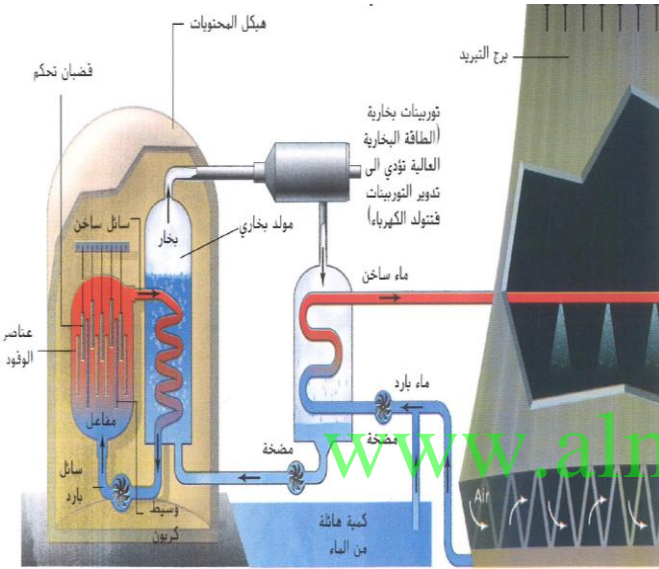 هيكل المحتويات
قضبان تحكم
برج التبريد
توربينات بخارية
(الطاقة البخارية
العالية تؤدي الى
تدوير التوربينات
فتتولد الكهرباء)
سائل ساخن
بخار
مولد بخاري
ماء ساخن
عناصر
الوقود
ماء بارد
مفاعل
مضخة
مضخة
سائل
بارد
وسيط
كربون
كمية هائلة
من الماء
Air
www.aln